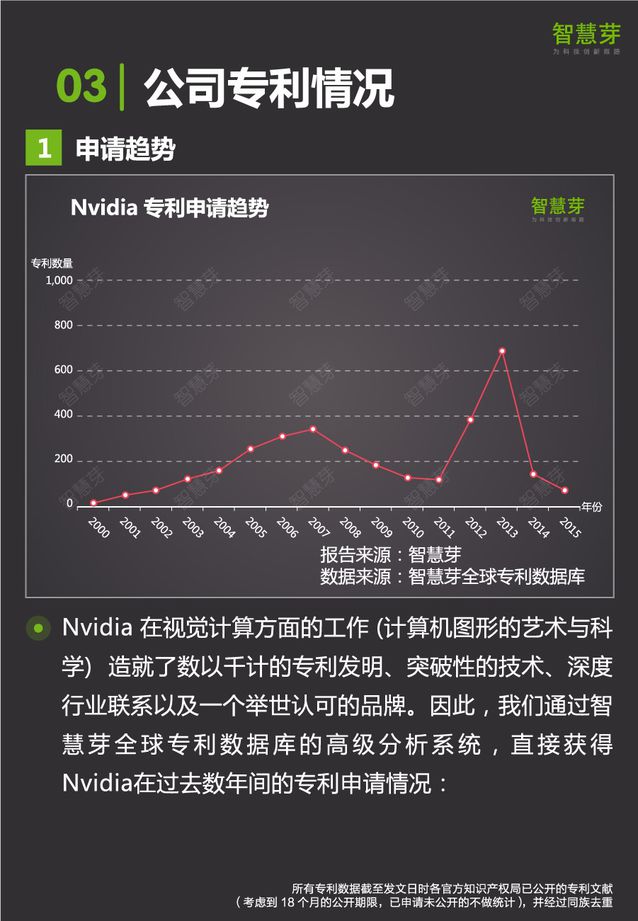 智慧芽
为科技创新照路
03 公司专利情况
1 申请趋势
Nvidia 专利申请趋势
智慧芽
专利数量
1,000
800
600
400
200
0
2000 2001 2002 2003 2004 2005 2006 2007 2008 2009 2010 2011 2012 2013 2014 2015
年份
报告来源：智慧芽
数据来源：智慧芽全球专利数据库
Nvidia 在视觉计算方面的工作 (计算机图形的艺术与科
学) 造就了数以千计的专利发明、突破性的技术、深度
行业联系以及一个举世认可的品牌。因此，我们通过智
慧芽全球专利数据库的高级分析系统，直接获得
Nvidia在过去数年间的专利申请情况：
所有专利数据截至发文日时各官方知识产权局已公开的专利文献
（考虑到 18 个月的公开期限，已申请未公开的不做统计），并经过同族去重